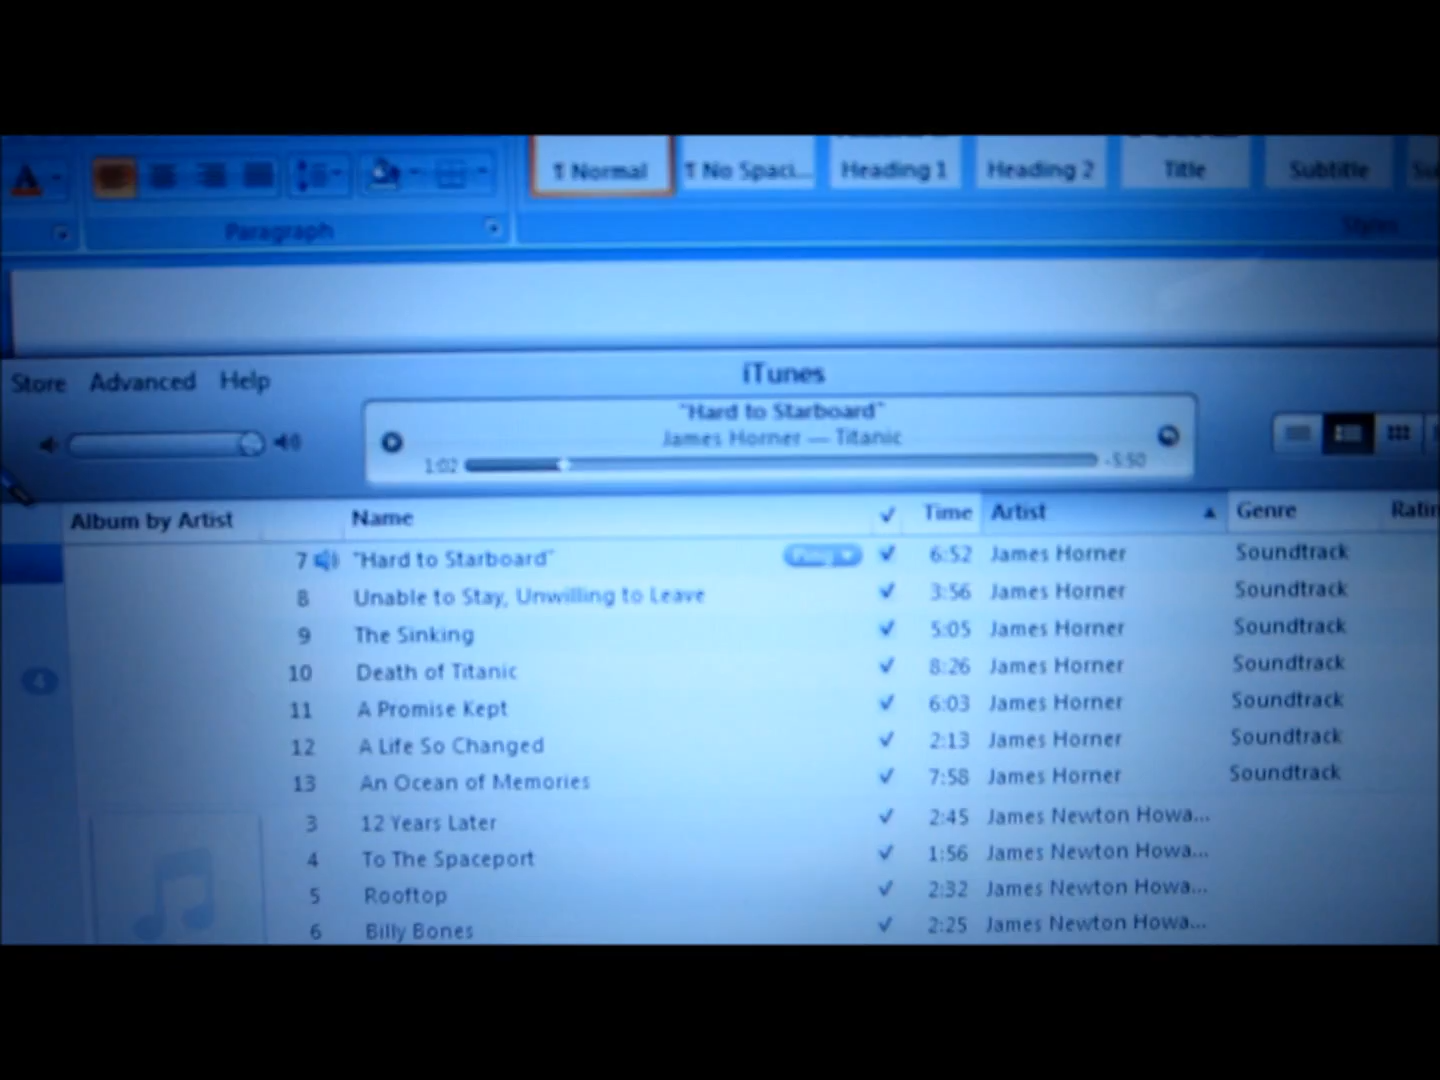 ¶ Normal
¶ No Spaci...
Heading 1
Heading 2
Title
Subtitle
Paragraph
Styles
Store Advanced Help
iTunes
"Hard to Starboard"
James Horner — Titanic
1:02 -5:50
Album by Artist Name ✓ Time Artist ▲ Genre
7 "Hard to Starboard" Ping ✓ 6:52 James Horner Soundtrack
8 Unable to Stay, Unwilling to Leave ✓ 3:56 James Horner Soundtrack
9 The Sinking ✓ 5:05 James Horner Soundtrack
10 Death of Titanic ✓ 8:26 James Horner Soundtrack
11 A Promise Kept ✓ 6:03 James Horner Soundtrack
12 A Life So Changed ✓ 2:13 James Horner Soundtrack
13 An Ocean of Memories ✓ 7:58 James Horner Soundtrack
3 12 Years Later ✓ 2:45 James Newton Howa...
4 To The Spaceport ✓ 1:56 James Newton Howa...
5 Rooftop ✓ 2:32 James Newton Howa...
6 Billy Bones ✓ 2:25 James Newton Howa...
4